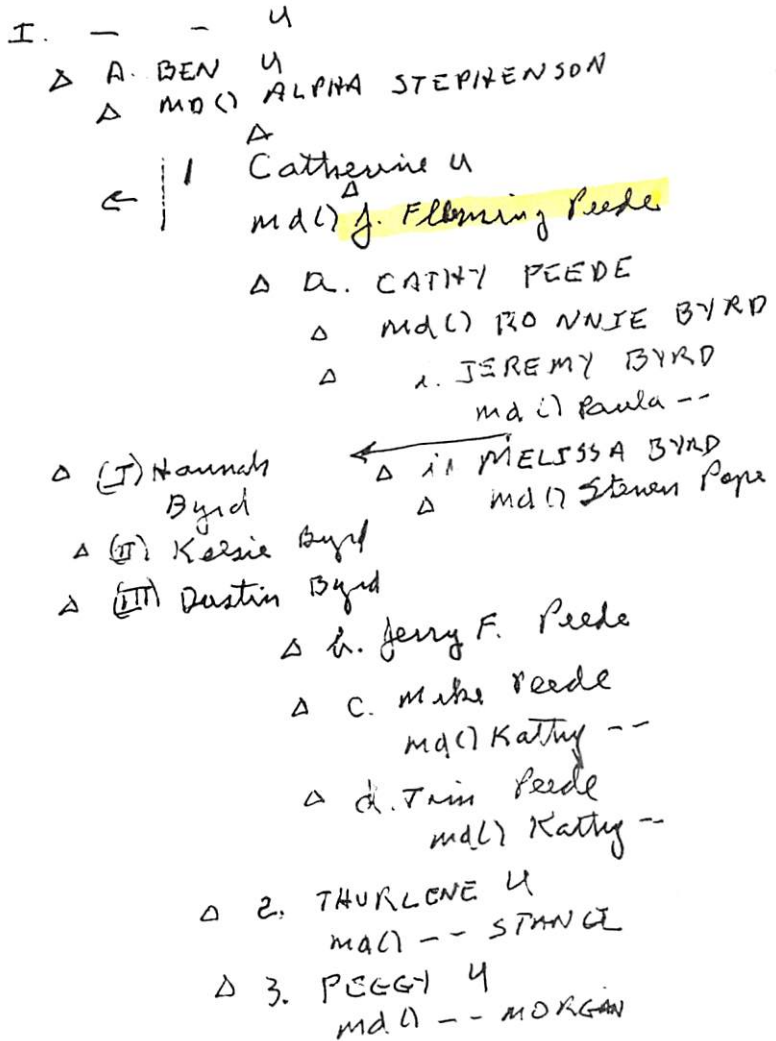 I. - - U
Δ A. BEN U
Δ MD() ALPHA STEPHENSON
Δ
1 Catherine U
Δ
md() J. Flemming Peede
Δ a. CATHY PEEDE
Δ md() RONNIE BYRD
Δ i. JEREMY BYRD
md() Paula --
Δ ii MELISSA BYRD
Δ md() Steven Pope
Δ (I) Hannah
Byrd
Δ (II) Kelsie Byrd
Δ (III) Dustin Byrd
Δ b. Jerry F. Peede
Δ c. Mike Peede
md() Kathy --
Δ d. Tim Peede
md() Kathy --
Δ 2. THURLENE U
md() -- 
Δ 3. PEGGY U
md() -- MORGAN